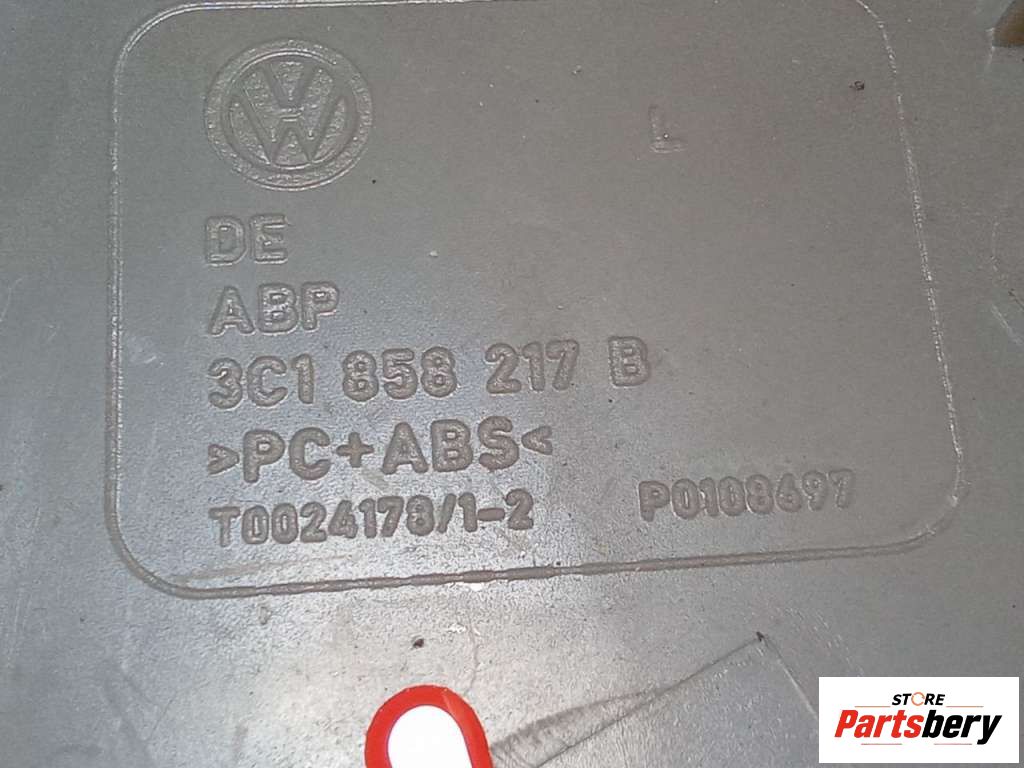 L
DE
ABP
3C1 858 217 B
>PC+ABS<
T0024178/1-2 P0108697
STORE
Partsbery